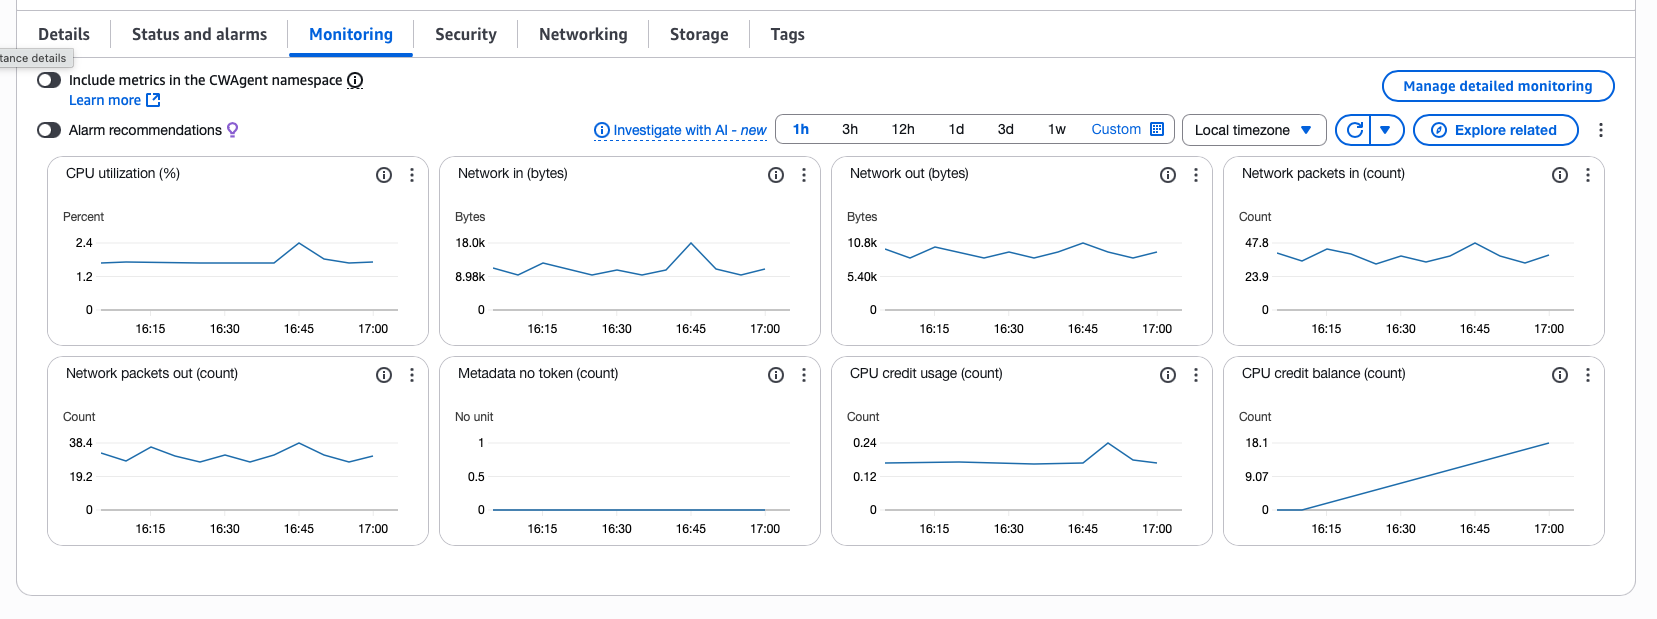 Details
Status and alarms
Monitoring
Security
Networking
Storage
Tags
tance details
Include metrics in the CWAgent namespace
Learn more
Manage detailed monitoring
Alarm recommendations
Investigate with AI - new
1h
3h
12h
1d
3d
1w
Custom
Local timezone
Explore related
CPU utilization (%)
Percent
2.4
1.2
0
16:15
16:30
16:45
17:00
Network in (bytes)
Bytes
18.0k
8.98k
0
16:15
16:30
16:45
17:00
Network out (bytes)
Bytes
10.8k
5.40k
0
16:15
16:30
16:45
17:00
Network packets in (count)
Count
47.8
23.9
0
16:15
16:30
16:45
17:00
Network packets out (count)
Count
38.4
19.2
0
16:15
16:30
16:45
17:00
Metadata no token (count)
No unit
1
0.5
0
16:15
16:30
16:45
17:00
CPU credit usage (count)
Count
0.24
0.12
0
16:15
16:30
16:45
17:00
CPU credit balance (count)
Count
18.1
9.07
0
16:15
16:30
16:45
17:00